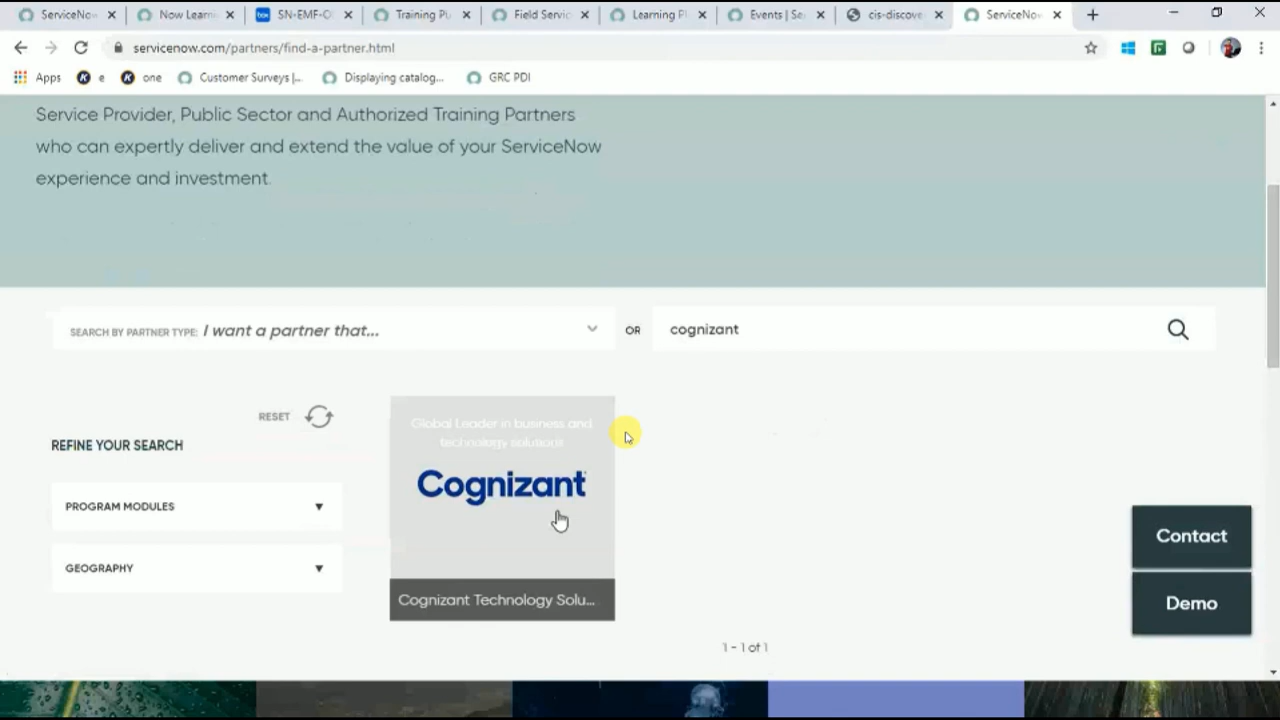 ServiceNow
Now Learn
box SN-EMF-O
Training Pu
Field Servic
Learning Pl
Events | Se
cis-discove
ServiceNo
servicenow.com/partners/find-a-partner.html
Apps
e
one
Customer Surveys |...
Displaying catalog...
GRC PDI
Service Provider, Public Sector and Authorized Training Partners
who can expertly deliver and extend the value of your ServiceNow
experience and investment.
SEARCH BY PARTNER TYPE: I want a partner that...
OR
cognizant
RESET
REFINE YOUR SEARCH
PROGRAM MODULES
GEOGRAPHY
Global Leader in business and
technology solutions
Cognizant
Cognizant Technology Solu...
1 - 1 of 1
Contact
Demo